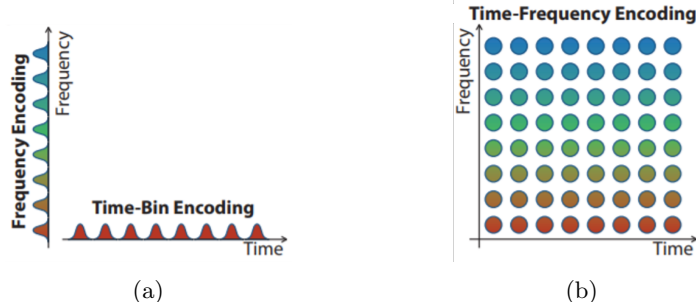 Frequency Encoding
Frequency
Time-Bin Encoding
Time
(a)
Time-Frequency Encoding
Frequency
Time
(b)